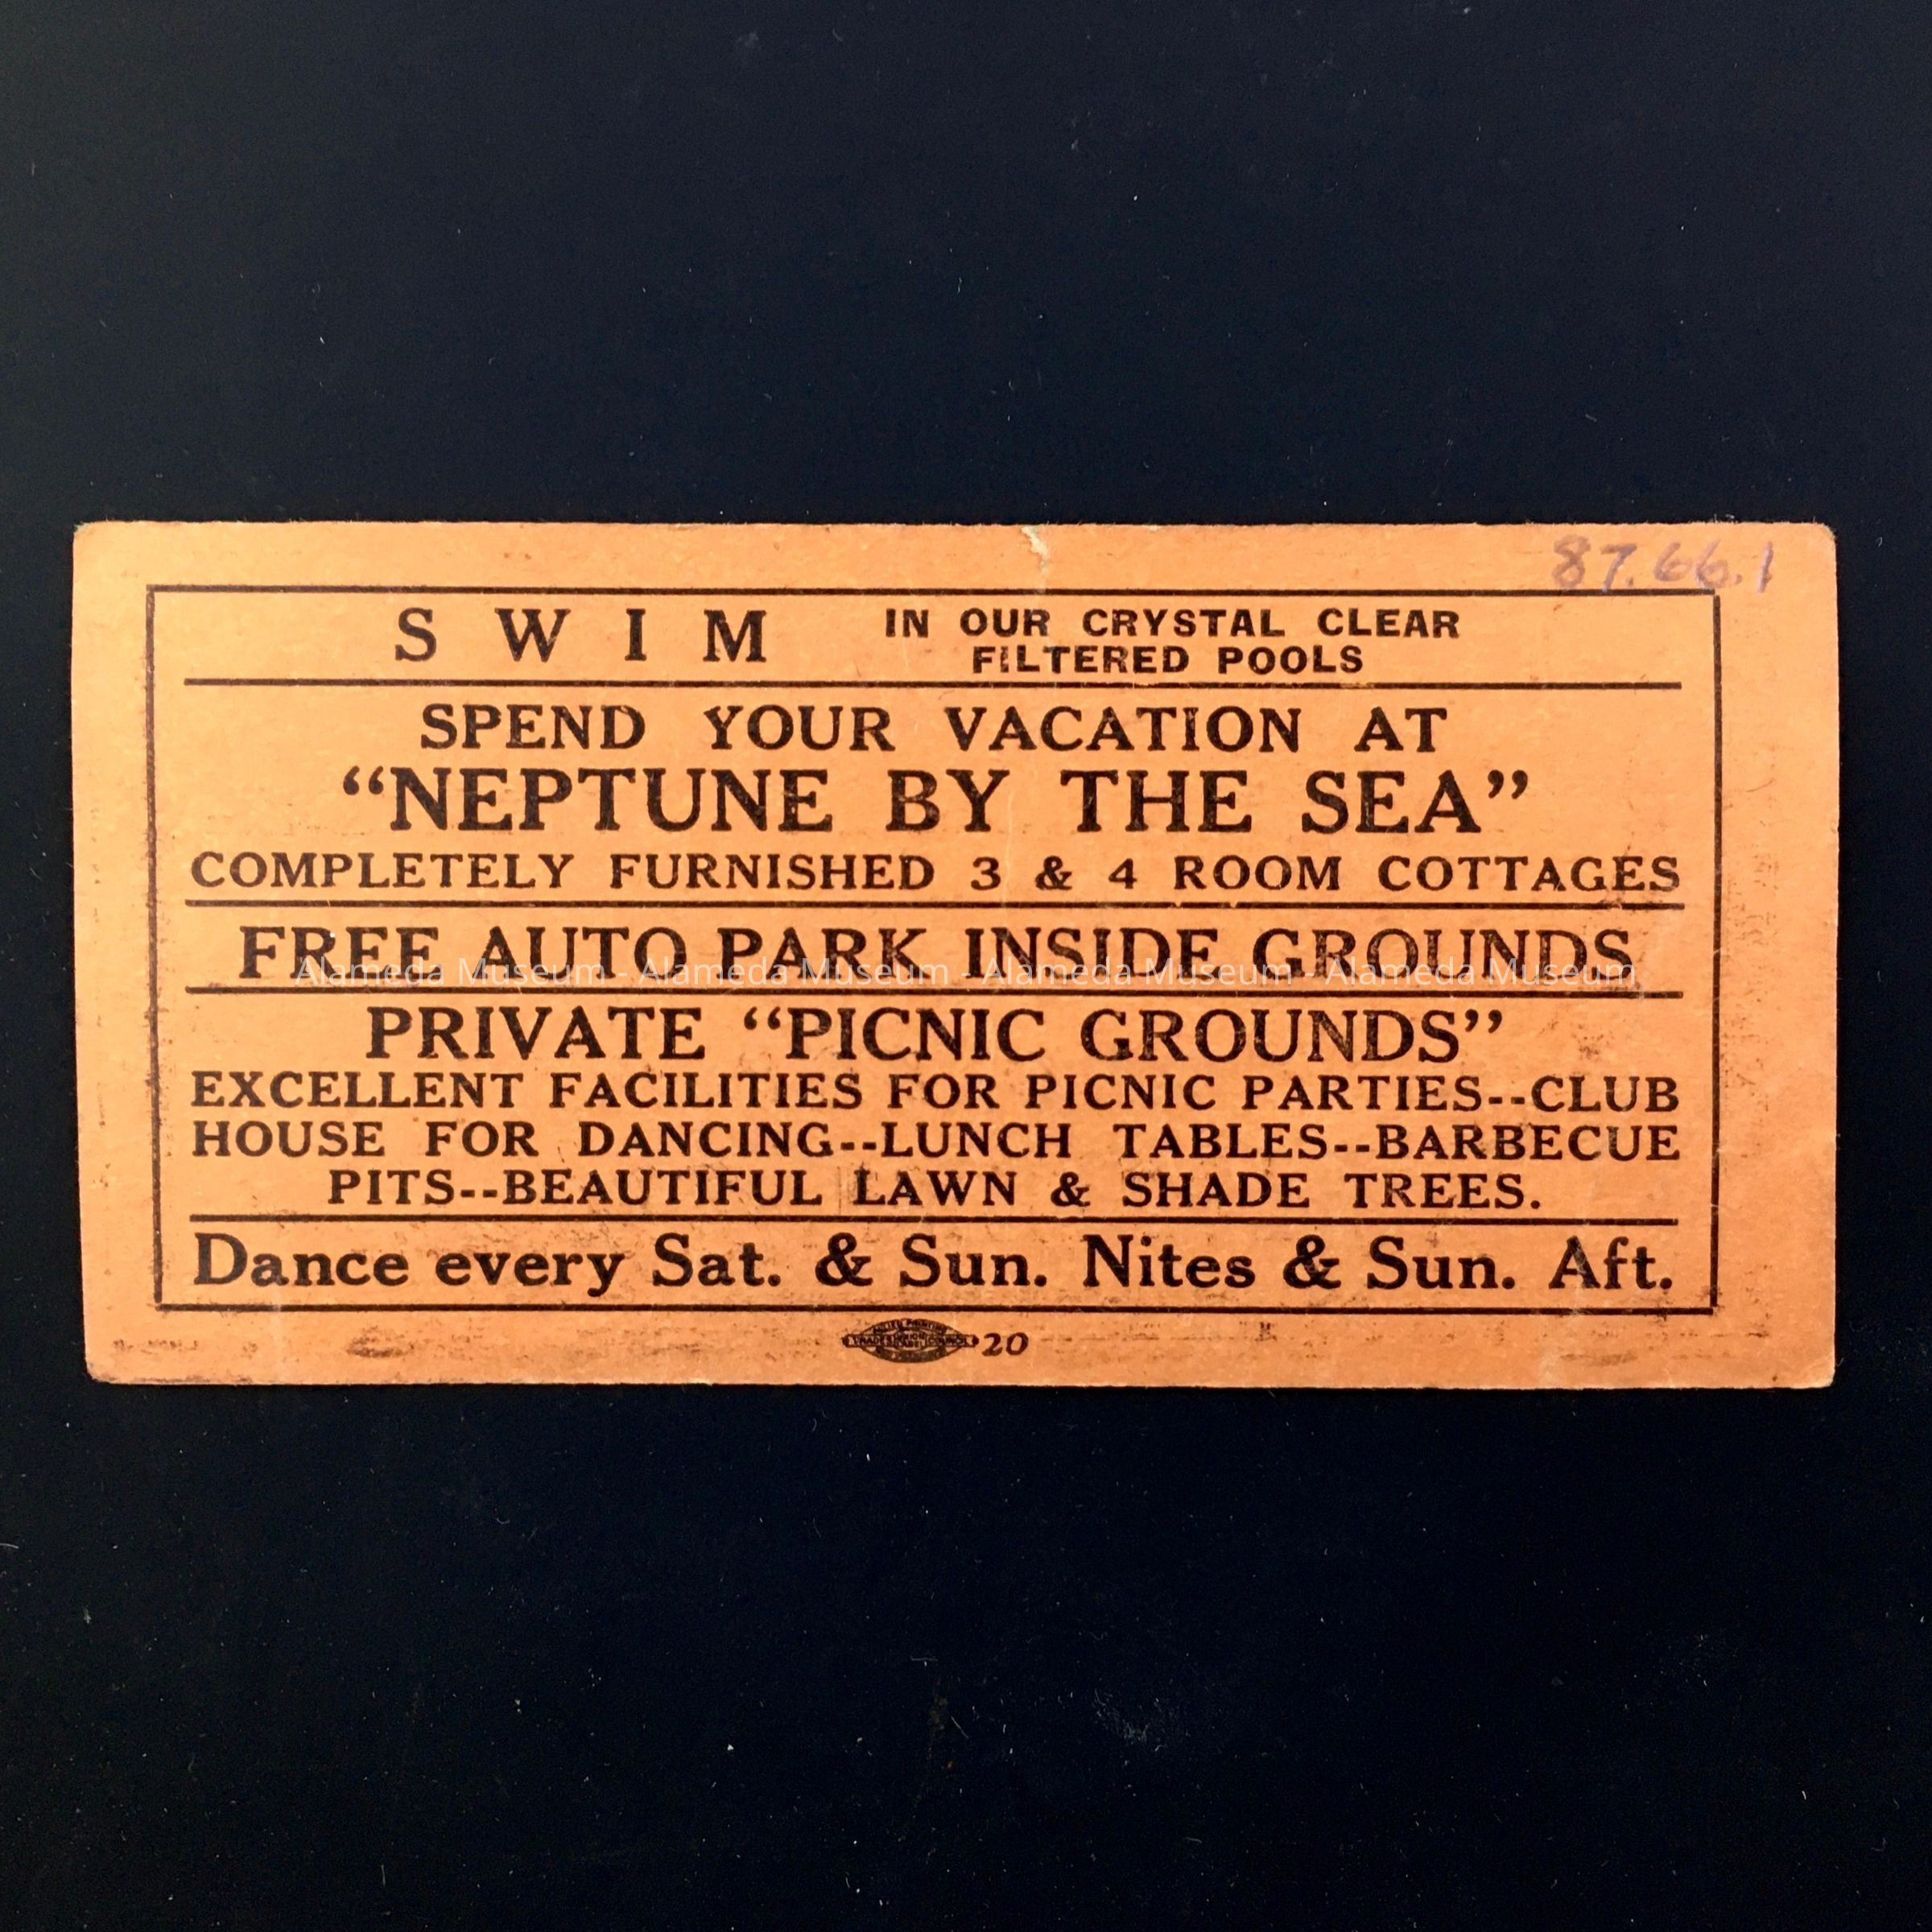 87.66.1
S W I M IN OUR CRYSTAL CLEAR
FILTERED POOLS
SPEND YOUR VACATION AT
“NEPTUNE BY THE SEA”
COMPLETELY FURNISHED 3 & 4 ROOM COTTAGES
FREE AUTO PARK INSIDE GROUNDS
Alameda Museum - Alameda Museum - Alameda Museum - Alameda Museum
PRIVATE “PICNIC GROUNDS”
EXCELLENT FACILITIES FOR PICNIC PARTIES--CLUB
HOUSE FOR DANCING--LUNCH TABLES--BARBECUE
PITS--BEAUTIFUL LAWN & SHADE TREES.
Dance every Sat. & Sun. Nites & Sun. Aft.
20